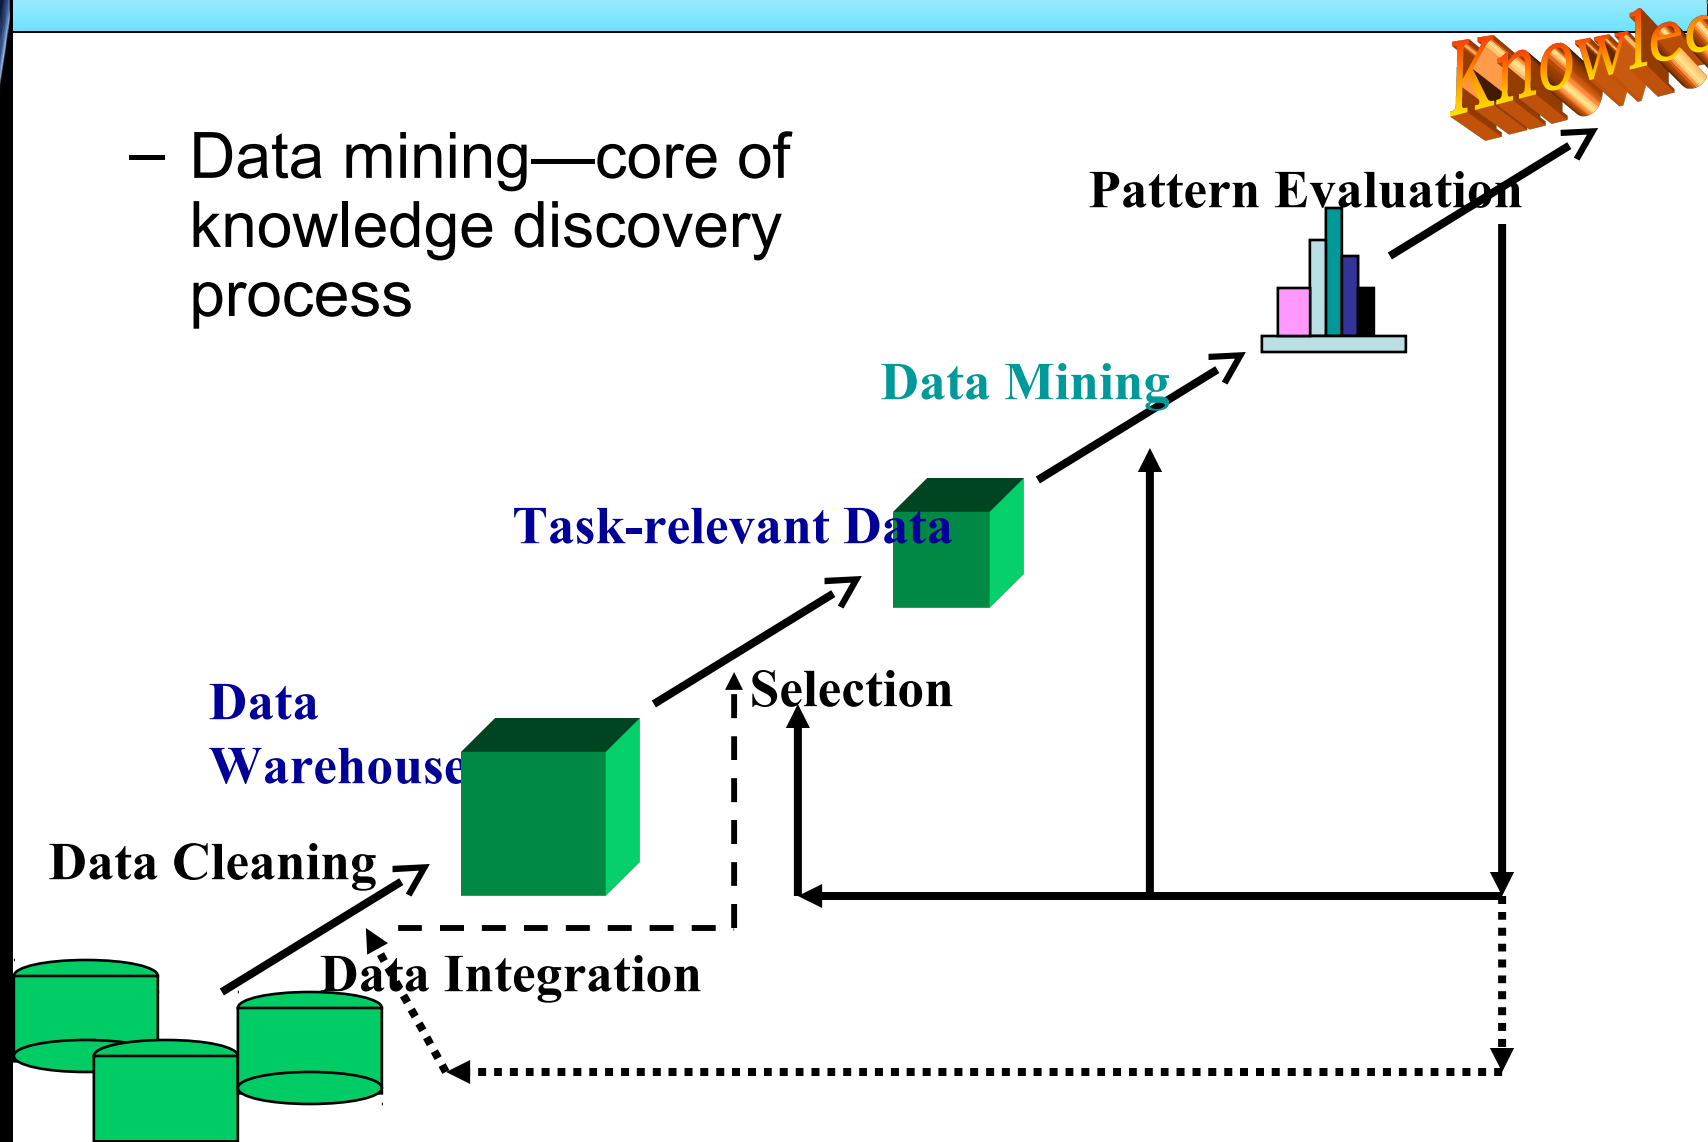 Knowled
– Data mining—core of
knowledge discovery
process
Pattern Evaluation
Data Mining
Task-relevant Data
Selection
Data
Warehouse
Data Cleaning
Data Integration